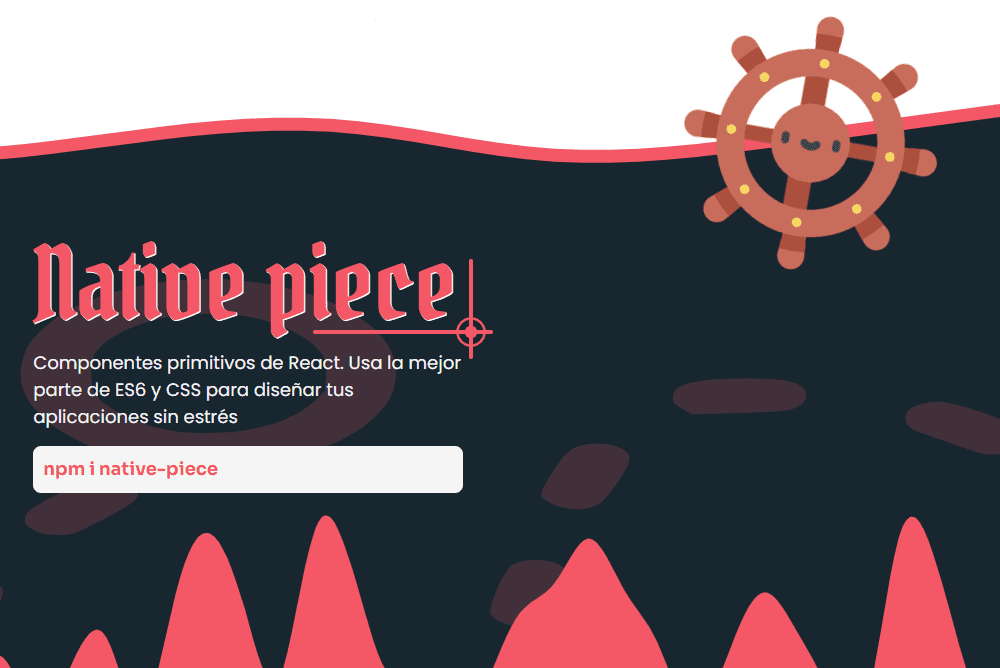 Native piece
Componentes primitivos de React. Usa la mejor
parte de ES6 y CSS para diseñar tus
aplicaciones sin estrés
npm i native-piece